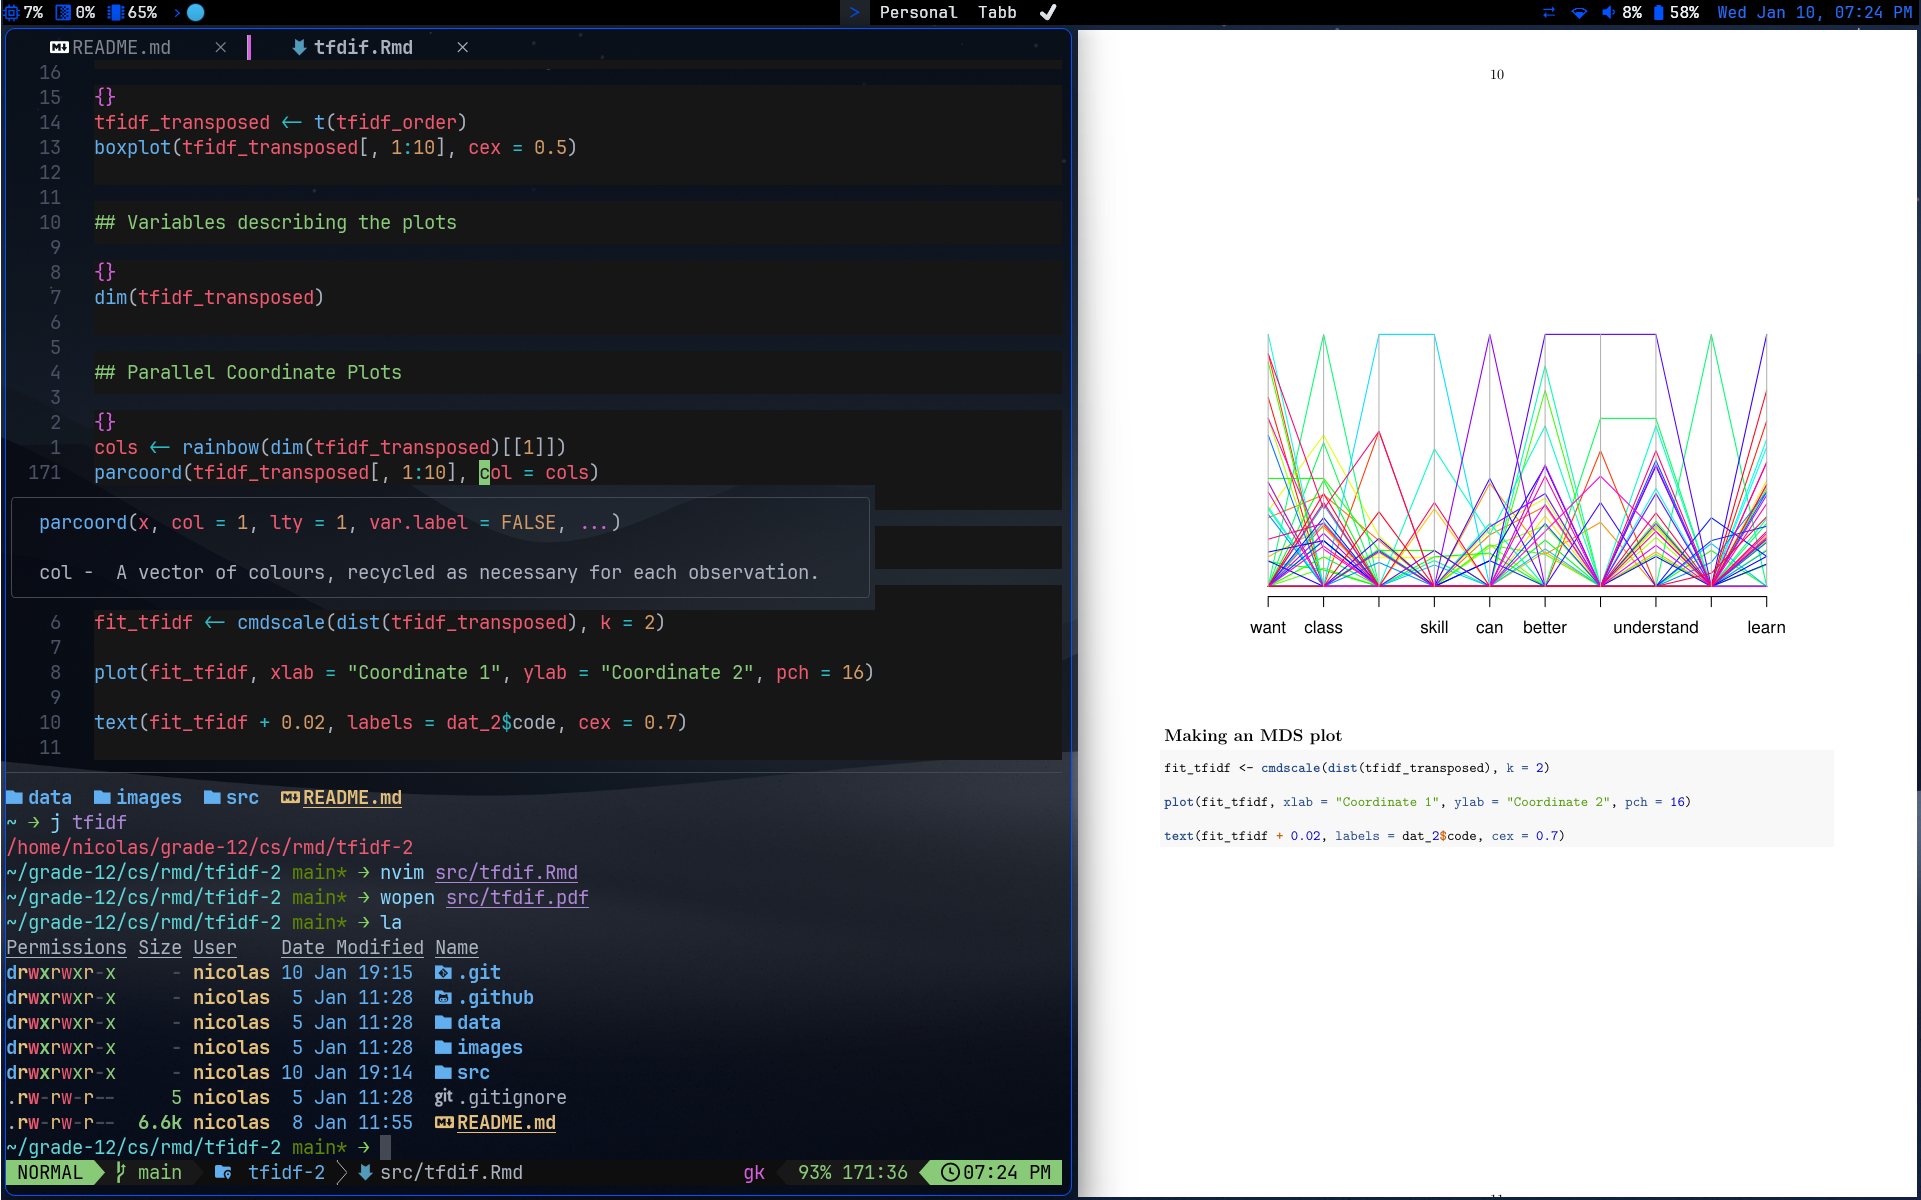 7% 0% 65% > > Personal Tabb 8% 58% Wed Jan 10, 07:24 PM
README.md × tfdif.Rmd ×
16
15 {}
14 tfidf_transposed <- t(tfidf_order)
13 boxplot(tfidf_transposed[, 1:10], cex = 0.5)
12
11
10 ## Variables describing the plots
9
8 {}
7 dim(tfidf_transposed)
6
5
4 ## Parallel Coordinate Plots
3
2 {}
1 cols <- rainbow(dim(tfidf_transposed)[[1]])
171 parcoord(tfidf_transposed[, 1:10], col = cols)
parcoord(x, col = 1, lty = 1, var.label = FALSE, ...)
col - A vector of colours, recycled as necessary for each observation.
6 fit_tfidf <- cmdscale(dist(tfidf_transposed), k = 2)
7
8 plot(fit_tfidf, xlab = "Coordinate 1", ylab = "Coordinate 2", pch = 16)
9
10 text(fit_tfidf + 0.02, labels = dat_2$code, cex = 0.7)
11
data images src README.md
~ → j tfidf
/home/nicolas/grade-12/cs/rmd/tfidf-2
~/grade-12/cs/rmd/tfidf-2 main* → nvim src/tfdif.Rmd
~/grade-12/cs/rmd/tfidf-2 main* → wopen src/tfdif.pdf
~/grade-12/cs/rmd/tfidf-2 main* → la
Permissions Size User Date Modified Name
drwxrwxr-x - nicolas 10 Jan 19:15 .git
drwxrwxr-x - nicolas 5 Jan 11:28 .github
drwxrwxr-x - nicolas 5 Jan 11:28 data
drwxrwxr-x - nicolas 5 Jan 11:28 images
drwxrwxr-x - nicolas 10 Jan 19:14 src
.rw-rw-r-- 5 nicolas 5 Jan 11:28 git .gitignore
.rw-rw-r-- 6.6k nicolas 8 Jan 11:55 README.md
~/grade-12/cs/rmd/tfidf-2 main* →
NORMAL main tfidf-2 src/tfdif.Rmd gk 93% 171:36 07:24 PM
10
want class skill can better understand learn
Making an MDS plot
fit_tfidf <- cmdscale(dist(tfidf_transposed), k = 2)
plot(fit_tfidf, xlab = "Coordinate 1", ylab = "Coordinate 2", pch = 16)
text(fit_tfidf + 0.02, labels = dat_2$code, cex = 0.7)